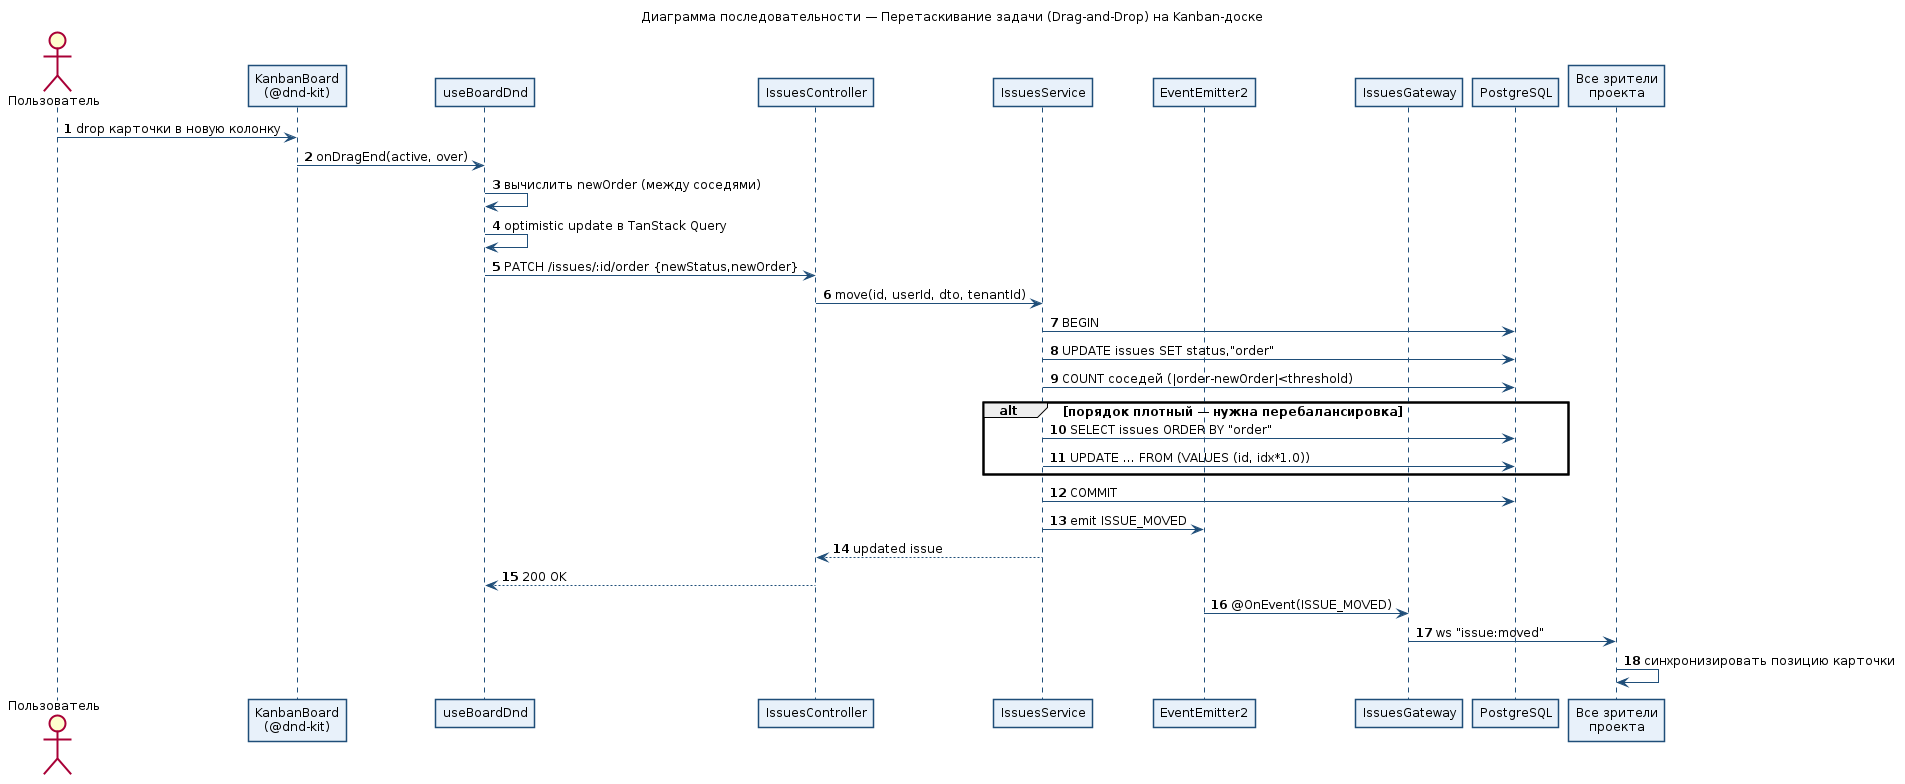 Диаграмма последовательности — Перетаскивание задачи (Drag-and-Drop) на Kanban-доске
Пользователь
KanbanBoard
(@dnd-kit)
useBoardDnd
IssuesController
IssuesService
EventEmitter2
IssuesGateway
PostgreSQL
Все зрители
проекта
1 drop карточки в новую колонку
2 onDragEnd(active, over)
3 вычислить newOrder (между соседями)
4 optimistic update в TanStack Query
5 PATCH /issues/:id/order {newStatus,newOrder}
6 move(id, userId, dto, tenantId)
7 BEGIN
8 UPDATE issues SET status,"order"
9 COUNT соседей (|order-newOrder|<threshold)
alt [порядок плотный — нужна перебалансировка]
10 SELECT issues ORDER BY "order"
11 UPDATE ... FROM (VALUES (id, idx*1.0))
12 COMMIT
13 emit ISSUE_MOVED
14 updated issue
15 200 OK
16 @OnEvent(ISSUE_MOVED)
17 ws "issue:moved"
18 синхронизировать позицию карточки
Пользователь
KanbanBoard
(@dnd-kit)
useBoardDnd
IssuesController
IssuesService
EventEmitter2
IssuesGateway
PostgreSQL
Все зрители
проекта